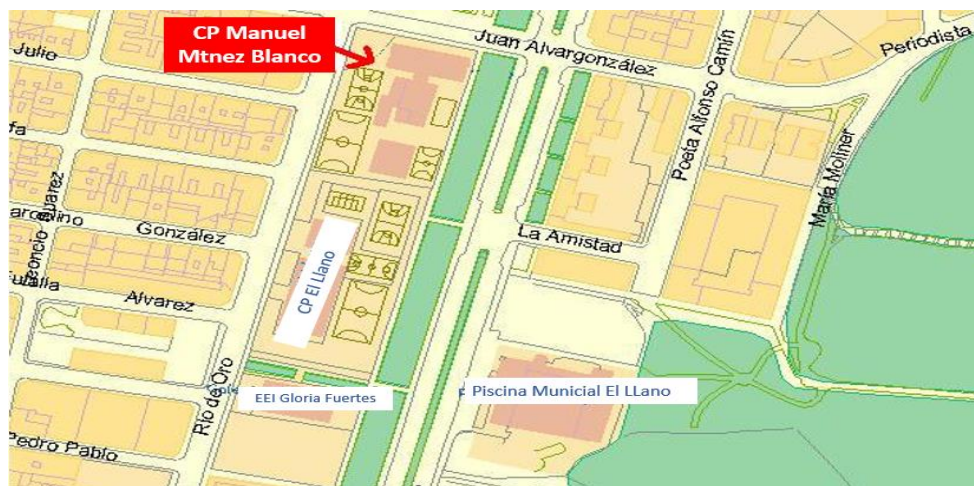 CP Manuel
Mtnez Blanco
Julio
Juan Alvargonzález
Poeta Alfonso Camín
Periodista
María Moliner
La Amistad
González
Alvarez
CP El Llano
Río de Oro
EEI Gloria Fuertes
Piscina Municial El LLano
Pedro Pablo